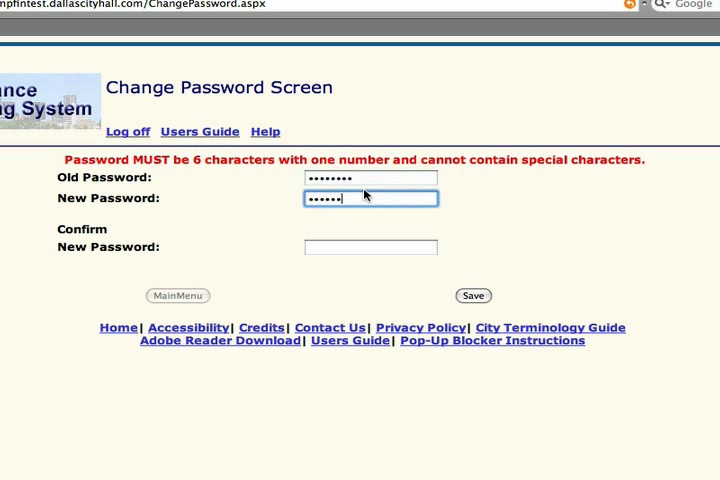 mpfintest.dallascityhall.com/ChangePassword.aspx
Google
ance
ng System
Change Password Screen
Log off Users Guide Help
Password MUST be 6 characters with one number and cannot contain special characters.
Old Password: ••••••••
New Password: ••••••
Confirm
New Password:
MainMenu Save
Home| Accessibility| Credits| Contact Us| Privacy Policy| City Terminology Guide
Adobe Reader Download| Users Guide| Pop-Up Blocker Instructions